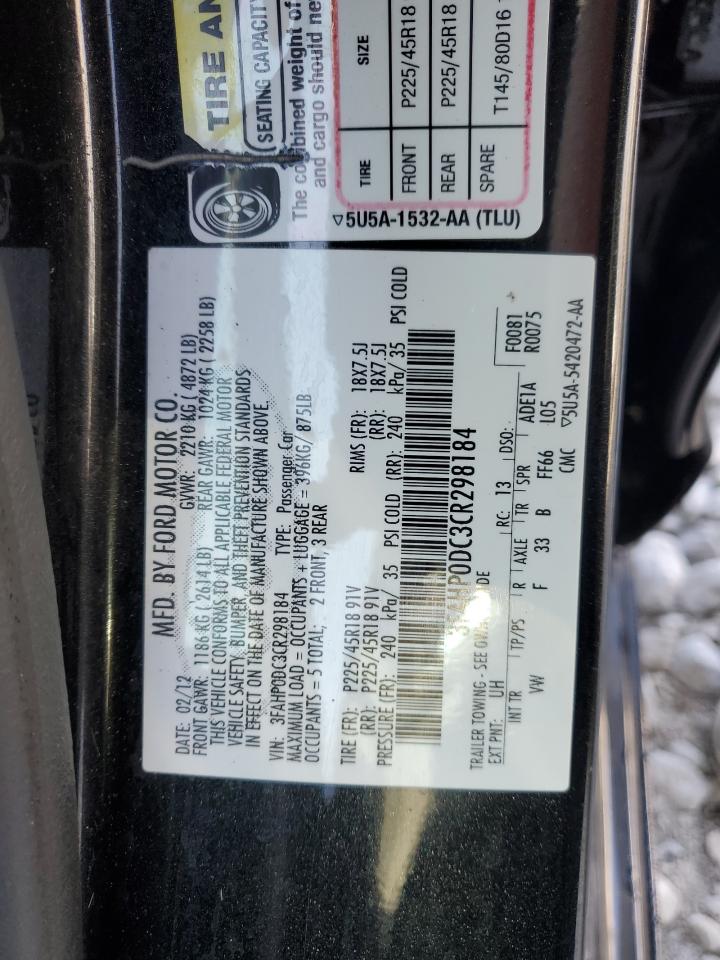 MFD. BY FORD MOTOR CO.
DATE: 02/12 GVWR: 2210 KG ( 4872 LB)
FRONT GAWR: 1186 KG ( 2614 LB) REAR GAWR: 1024 KG ( 2258 LB)
THIS VEHICLE CONFORMS TO ALL APPLICABLE FEDERAL MOTOR
VEHICLE SAFETY, BUMPER, AND THEFT PREVENTION STANDARDS
IN EFFECT ON THE DATE OF MANUFACTURE SHOWN ABOVE.
VIN: 3FAHP0DC3CR298184 TYPE: Passenger Car
MAXIMUM LOAD = OCCUPANTS + LUGGAGE = 396KG/ 875LB
OCCUPANTS = 5 TOTAL, 2 FRONT, 3 REAR
TIRE (FR): P225/45R18 91V RIMS (FR): 18X7.5J
(RR): P225/45R18 91V (RR): 18X7.5J
PRESSURE (FR): 240 kPa/ 35 PSI COLD (RR): 240 kPa/ 35 PSI COLD
3FAHP0DC3CR298184
TRAILER TOWING - SEE DE
EXT PNT: UH RC: 13 DSO: F0081
R0075
INT TR TP/PS R AXLE TR SPR ADE1A
VW F 33 B FF66 L05
CMC ▽5U5A-5420472-AA
TIRE AN
SEATING CAPACITY
The combined weight of
and cargo should ne
TIRE SIZE
FRONT P225/45R18
REAR P225/45R18
SPARE T145/80D16
▽5U5A-1532-AA (TLU)